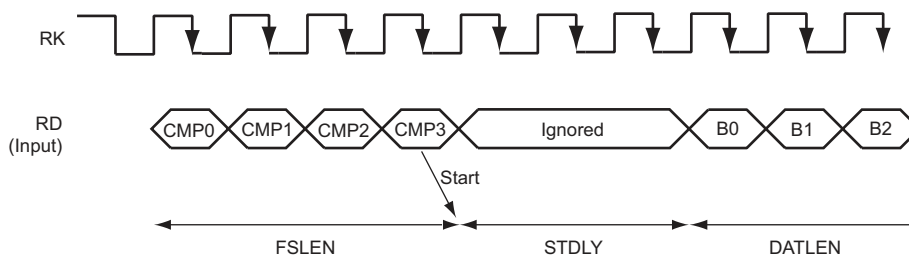 RK
RD
(Input)
CMP0 CMP1 CMP2 CMP3 Ignored B0 B1 B2
Start
FSLEN STDLY DATLEN